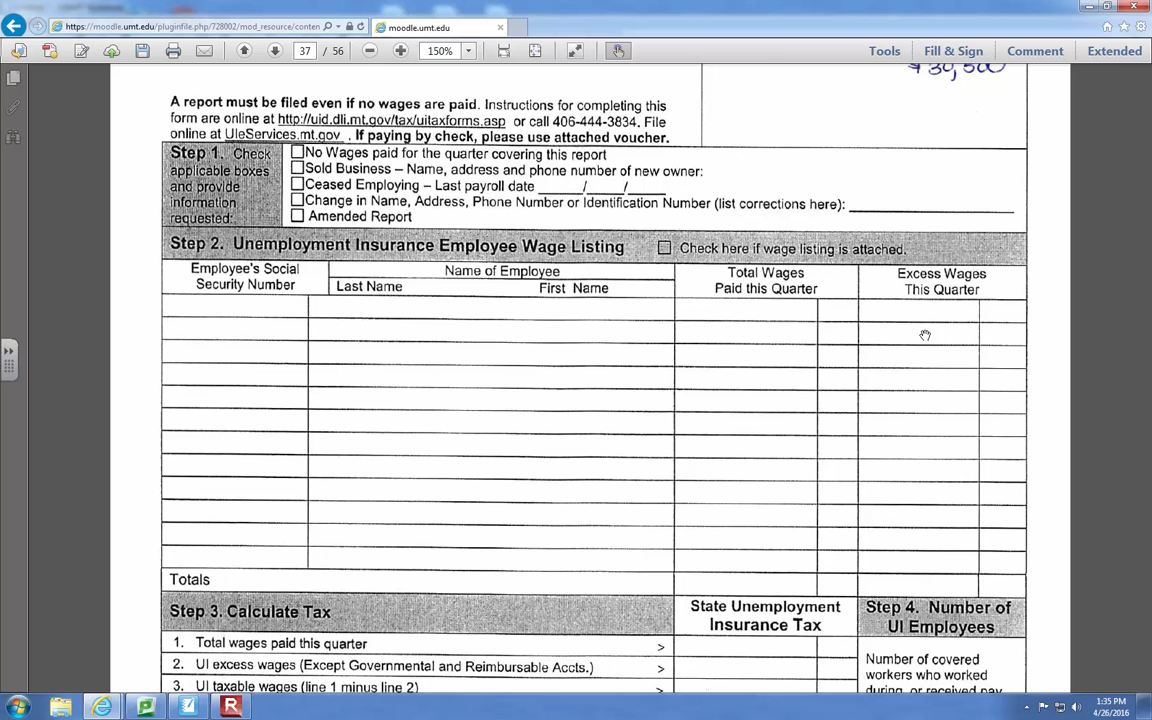 https://moodle.umt.edu/pluginfile.php/728002/mod_resource/conten
moodle.umt.edu
37 / 56
150%
Tools
Fill & Sign
Comment
Extended
A report must be filed even if no wages are paid. Instructions for completing this
form are online at http://uid.dli.mt.gov/tax/uitaxforms.asp or call 406-444-3834. File
online at UIeServices.mt.gov . If paying by check, please use attached voucher.
Step 1. Check
applicable boxes
and provide
information
requested:
No Wages paid for the quarter covering this report
Sold Business – Name, address and phone number of new owner:
Ceased Employing – Last payroll date ______/_____/_____
Change in Name, Address, Phone Number or Identification Number (list corrections here): ____________________
Amended Report
Step 2. Unemployment Insurance Employee Wage Listing
Check here if wage listing is attached.
Employee's Social
Security Number
Name of Employee
Last Name
First Name
Total Wages
Paid this Quarter
Excess Wages
This Quarter
Totals
Step 3. Calculate Tax
State Unemployment
Insurance Tax
Step 4. Number of
UI Employees
1. Total wages paid this quarter >
2. UI excess wages (Except Governmental and Reimbursable Accts.) >
3. UI taxable wages (line 1 minus line 2) >
Number of covered
workers who worked
during, or received pay
1:35 PM
4/26/2016